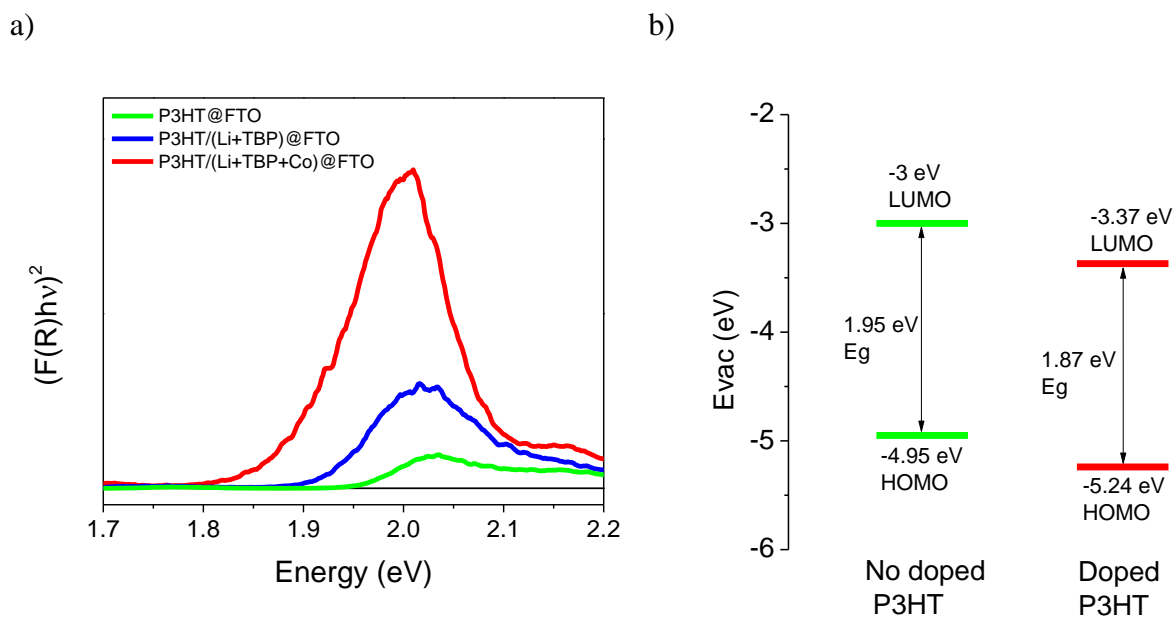 a)
P3HT@FTO
P3HT/(Li+TBP)@FTO
P3HT/(Li+TBP+Co)@FTO
(F(R)hν)²
1.7
1.8
1.9
2.0
2.1
2.2
Energy (eV)
b)
-2
-3
-4
-5
-6
Evac (eV)
-3 eV
LUMO
1.95 eV
Eg
-4.95 eV
HOMO
No doped
P3HT
-3.37 eV
LUMO
1.87 eV
Eg
-5.24 eV
HOMO
Doped
P3HT